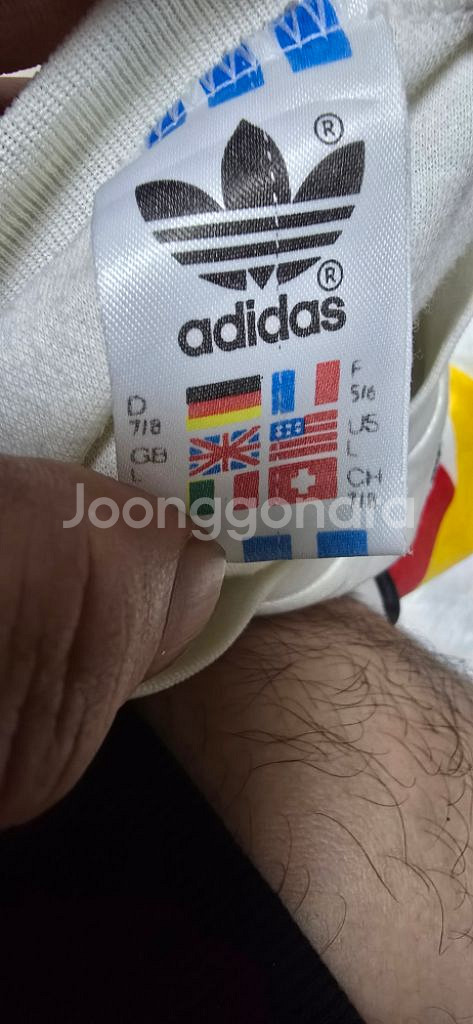 ®
®
adidas
D
7/8
F
5/6
GB
L
US
L
CH
7/8
Joonggonara